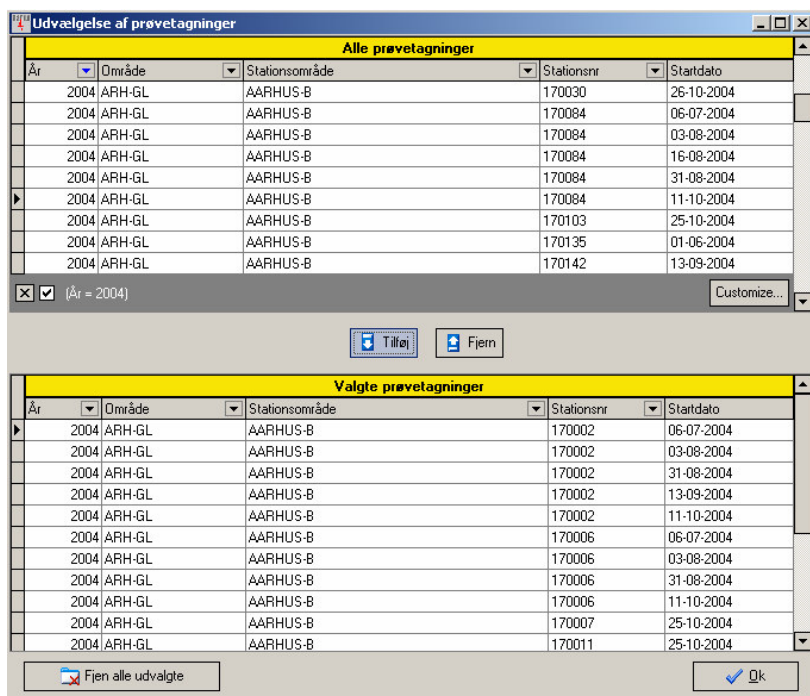 Udvælgelse af prøvetagninger
Alle prøvetagninger
År Område Stationsområde Stationsnr Startdato
2004 ARH-GL AARHUS-B 170030 26-10-2004
2004 ARH-GL AARHUS-B 170084 06-07-2004
2004 ARH-GL AARHUS-B 170084 03-08-2004
2004 ARH-GL AARHUS-B 170084 16-08-2004
2004 ARH-GL AARHUS-B 170084 31-08-2004
2004 ARH-GL AARHUS-B 170084 11-10-2004
2004 ARH-GL AARHUS-B 170103 25-10-2004
2004 ARH-GL AARHUS-B 170135 01-06-2004
2004 ARH-GL AARHUS-B 170142 13-09-2004
(År = 2004) Customize...
Tilføj Fjern
Valgte prøvetagninger
År Område Stationsområde Stationsnr Startdato
2004 ARH-GL AARHUS-B 170002 06-07-2004
2004 ARH-GL AARHUS-B 170002 03-08-2004
2004 ARH-GL AARHUS-B 170002 31-08-2004
2004 ARH-GL AARHUS-B 170002 13-09-2004
2004 ARH-GL AARHUS-B 170002 11-10-2004
2004 ARH-GL AARHUS-B 170006 06-07-2004
2004 ARH-GL AARHUS-B 170006 03-08-2004
2004 ARH-GL AARHUS-B 170006 31-08-2004
2004 ARH-GL AARHUS-B 170006 11-10-2004
2004 ARH-GL AARHUS-B 170007 25-10-2004
2004 ARH-GL AARHUS-B 170011 25-10-2004
Fjen alle udvalgte Ok